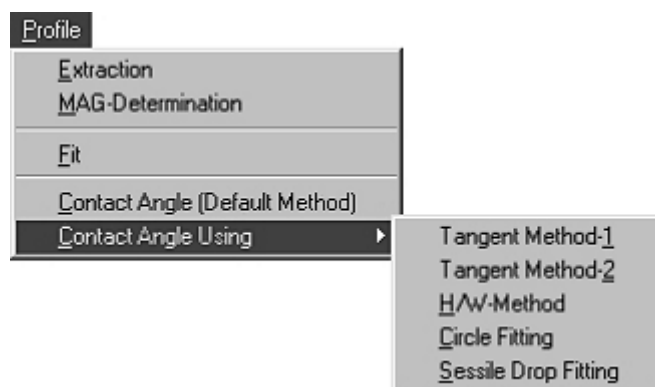 Profile
Extraction
MAG-Determination
Fit
Contact Angle (Default Method)
Contact Angle Using
Tangent Method-1
Tangent Method-2
H/W-Method
Circle Fitting
Sessile Drop Fitting